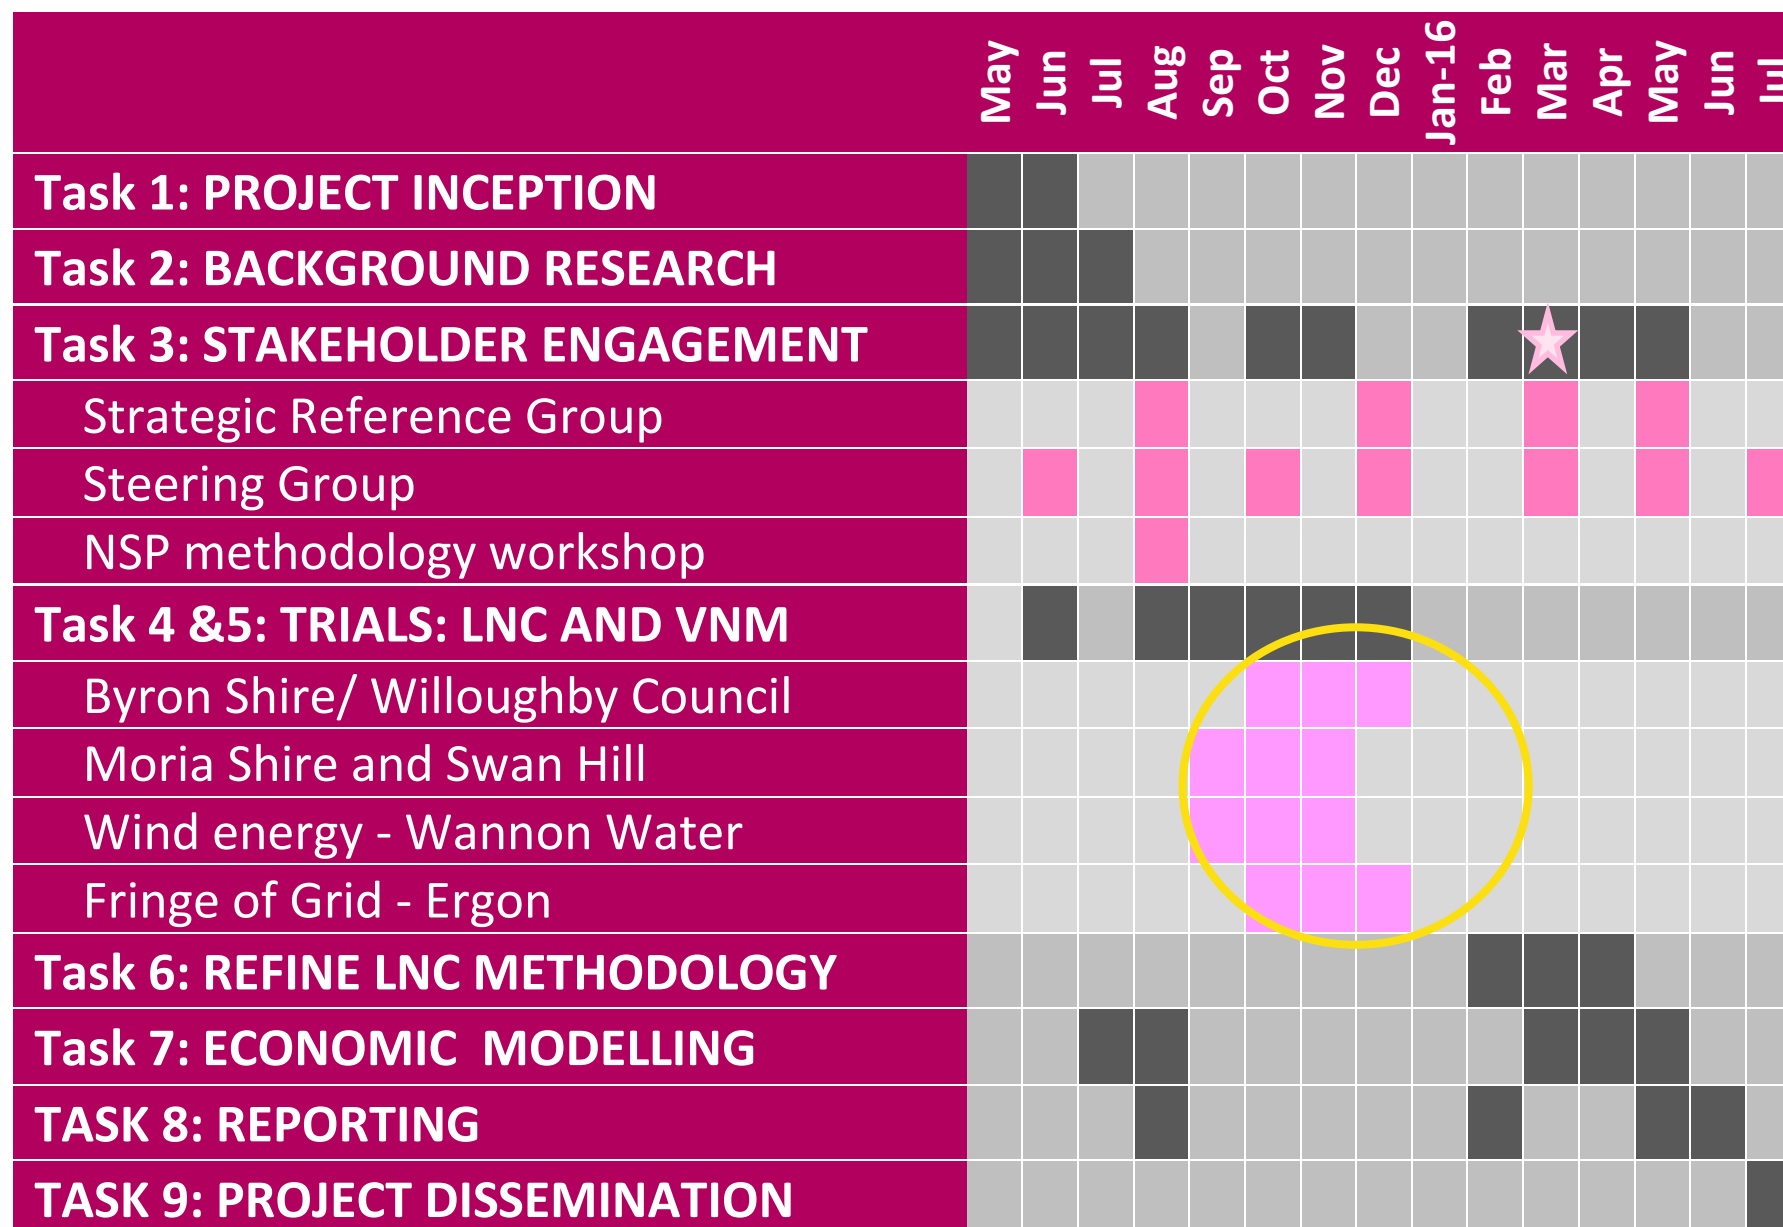 May Jun Jul Aug Sep Oct Nov Dec Jan-16 Feb Mar Apr May Jun Jul
Task 1: PROJECT INCEPTION
Task 2: BACKGROUND RESEARCH
Task 3: STAKEHOLDER ENGAGEMENT
Strategic Reference Group
Steering Group
NSP methodology workshop
Task 4 &5: TRIALS: LNC AND VNM
Byron Shire/ Willoughby Council
Moria Shire and Swan Hill
Wind energy - Wannon Water
Fringe of Grid - Ergon
Task 6: REFINE LNC METHODOLOGY
Task 7: ECONOMIC  MODELLING
TASK 8: REPORTING
TASK 9: PROJECT DISSEMINATION